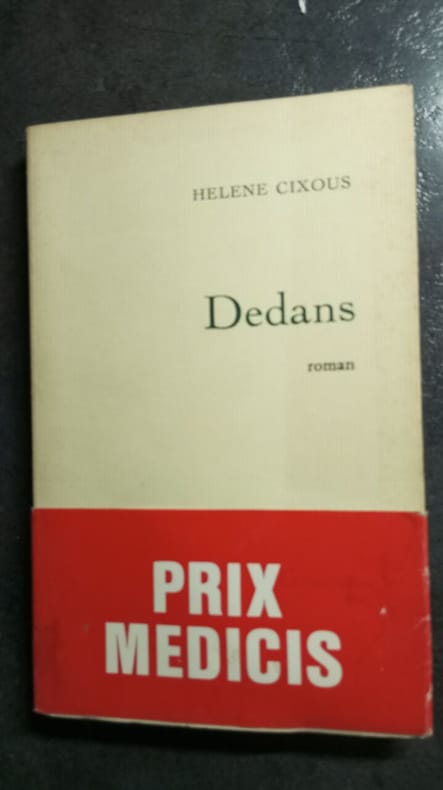 HELENE CIXOUS
Dedans
roman
PRIX
MEDICIS